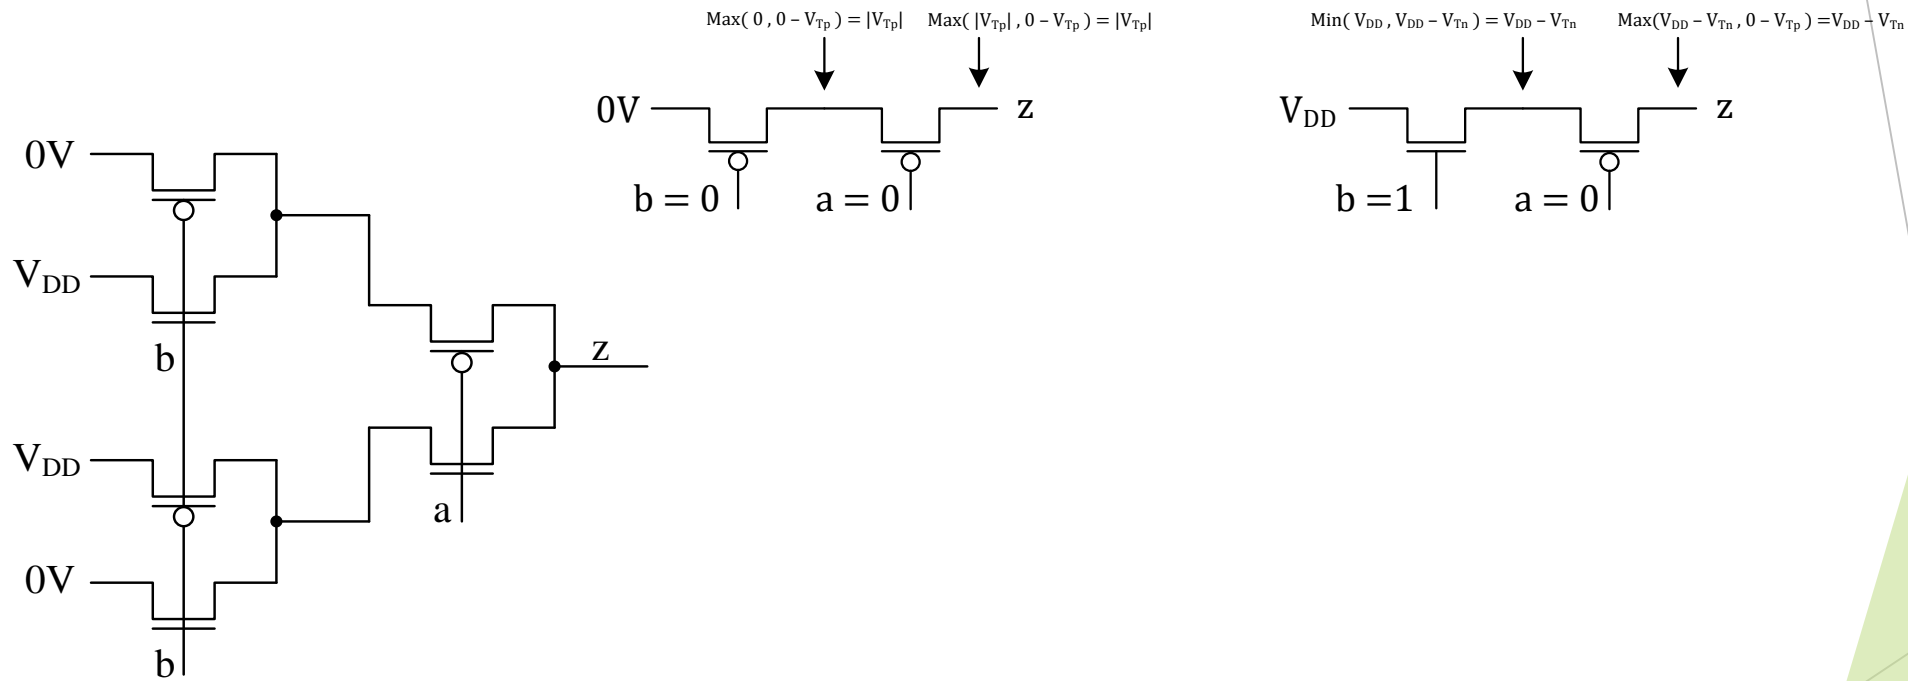 Max( 0 , 0 – V_Tp ) = |V_Tp|
Max( |V_Tp| , 0 – V_Tp ) = |V_Tp|
Min( V_DD , V_DD – V_Tn ) = V_DD – V_Tn
Max(V_DD – V_Tn , 0 – V_Tp ) =V_DD – V_Tn
0V
z
b = 0
a = 0
V_DD
z
b =1
a = 0
0V
V_DD
b
z
V_DD
a
0V
b